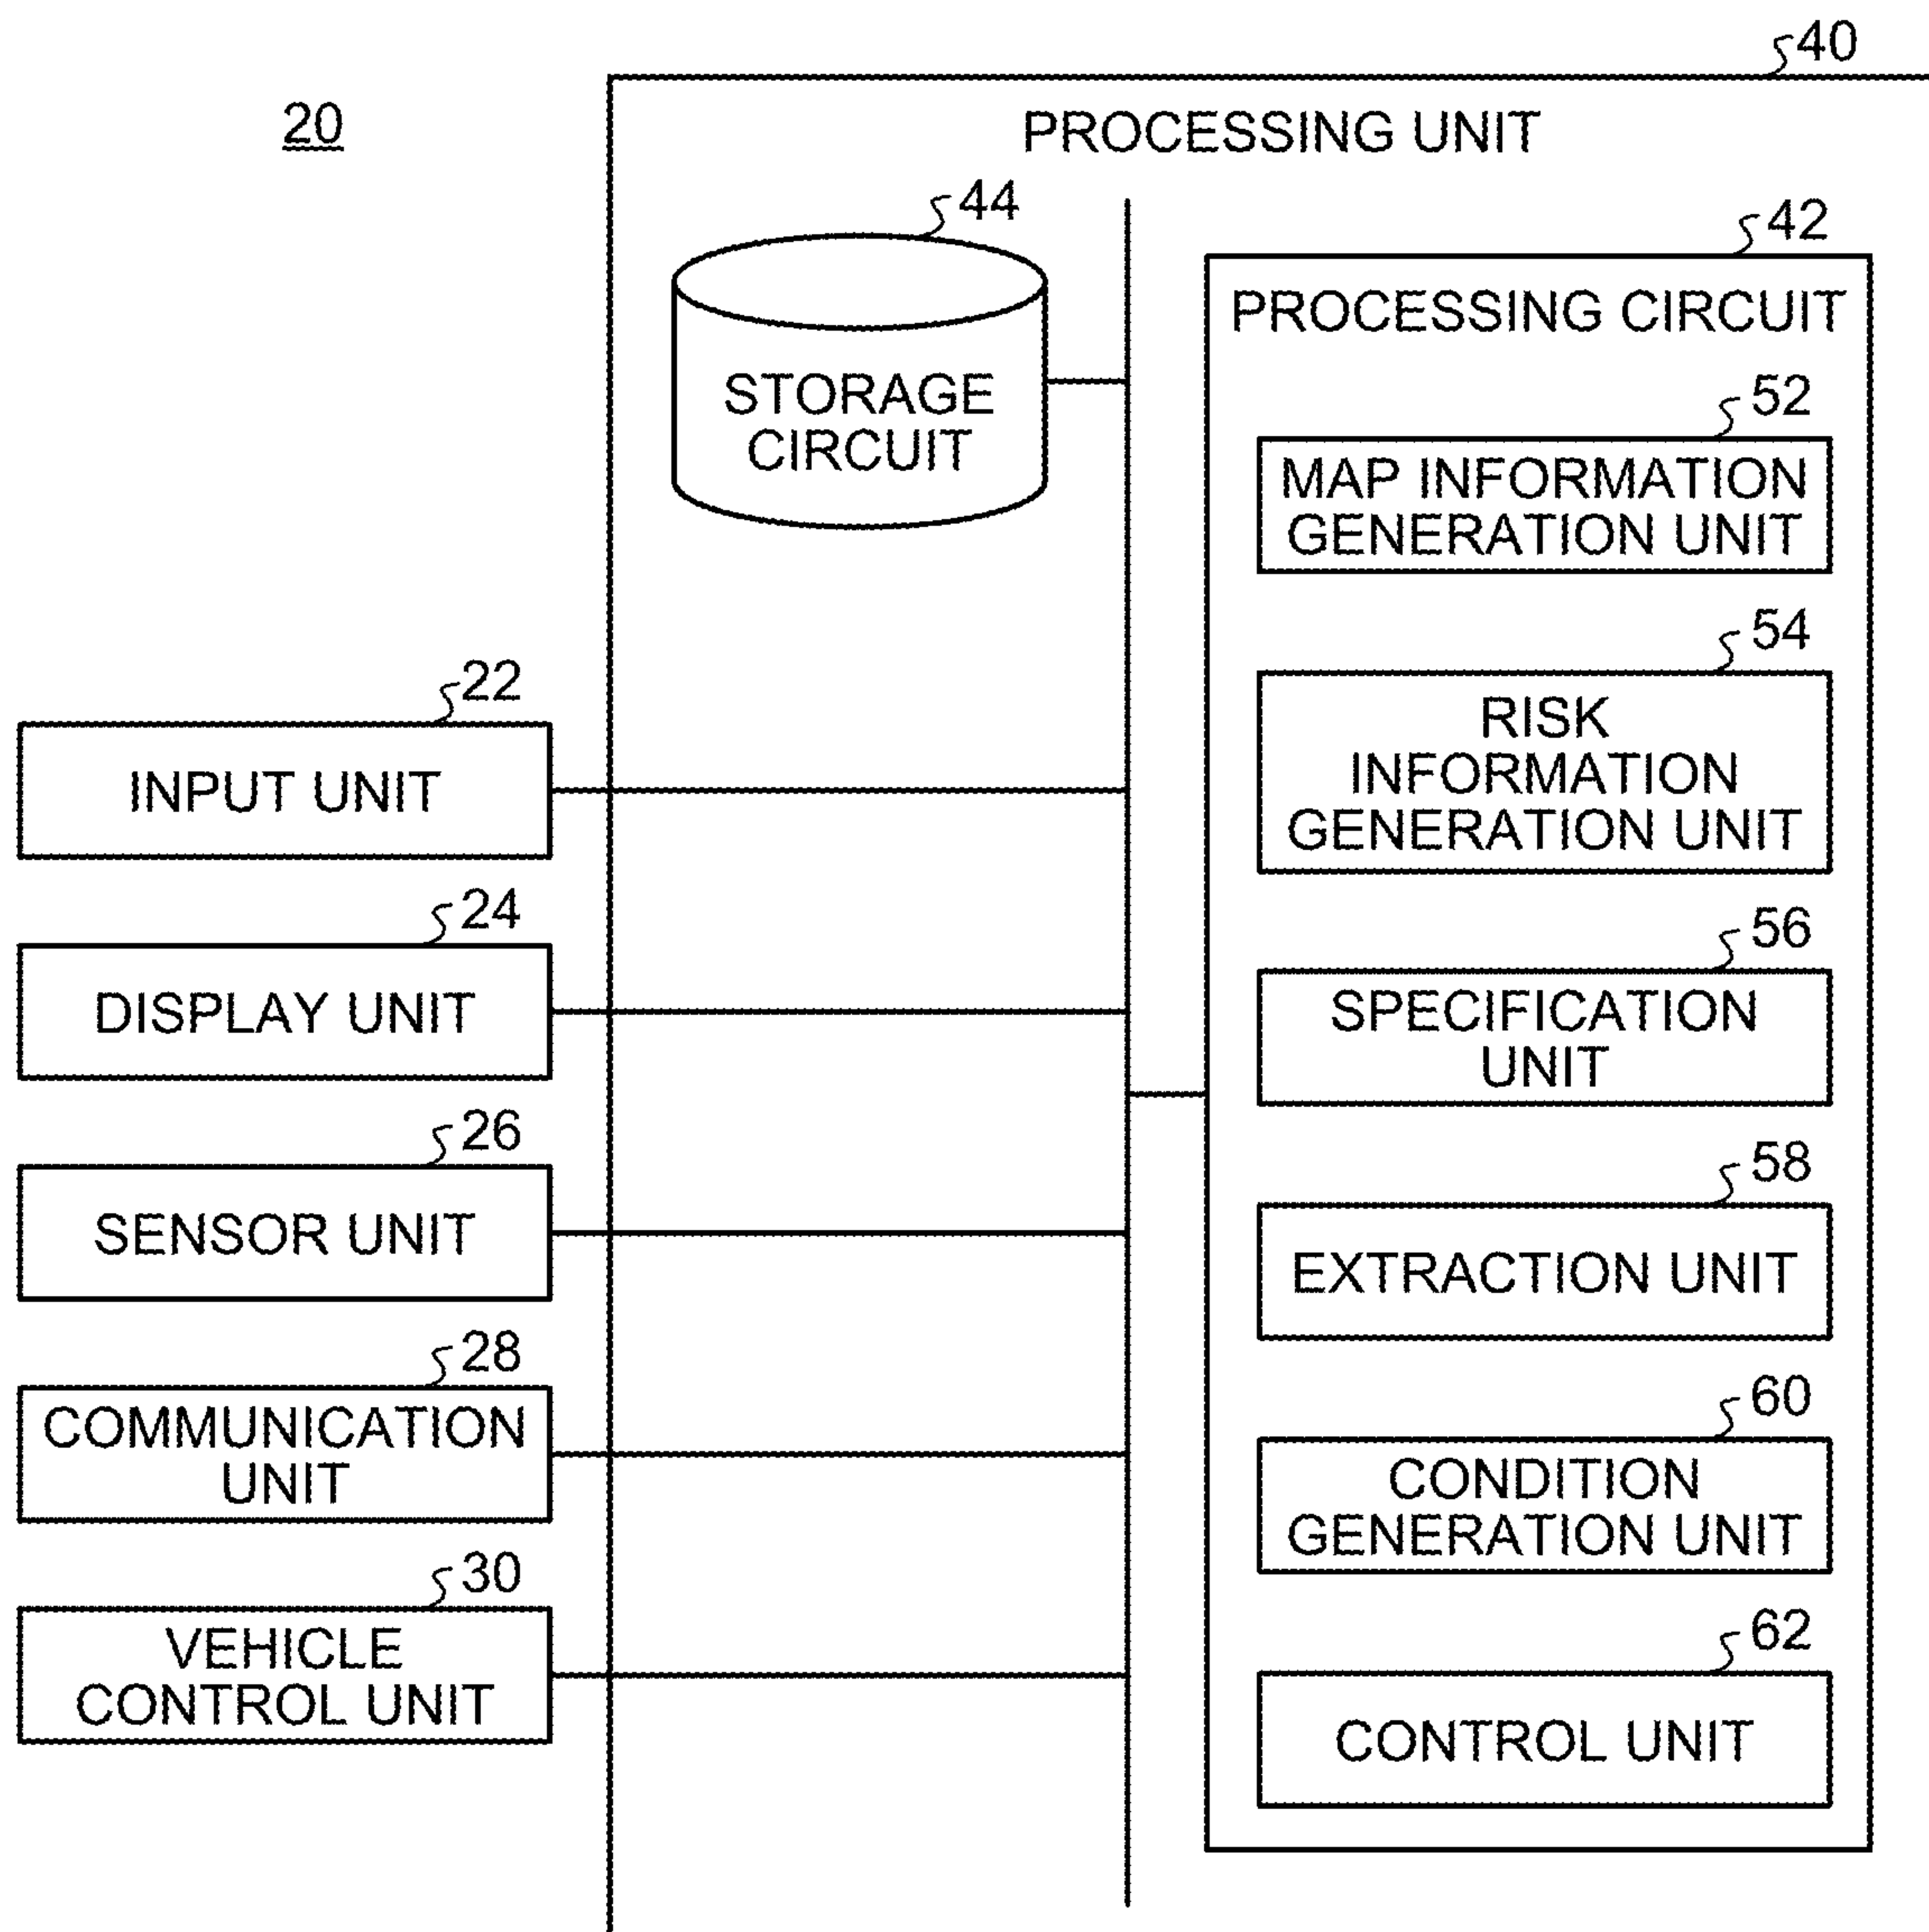 40
20
PROCESSING UNIT
44
STORAGE
CIRCUIT
42
PROCESSING CIRCUIT
52
MAP INFORMATION
GENERATION UNIT
54
RISK
INFORMATION
GENERATION UNIT
56
SPECIFICATION
UNIT
58
EXTRACTION UNIT
60
CONDITION
GENERATION UNIT
62
CONTROL UNIT
22
INPUT UNIT
24
DISPLAY UNIT
26
SENSOR UNIT
28
COMMUNICATION
UNIT
30
VEHICLE
CONTROL UNIT